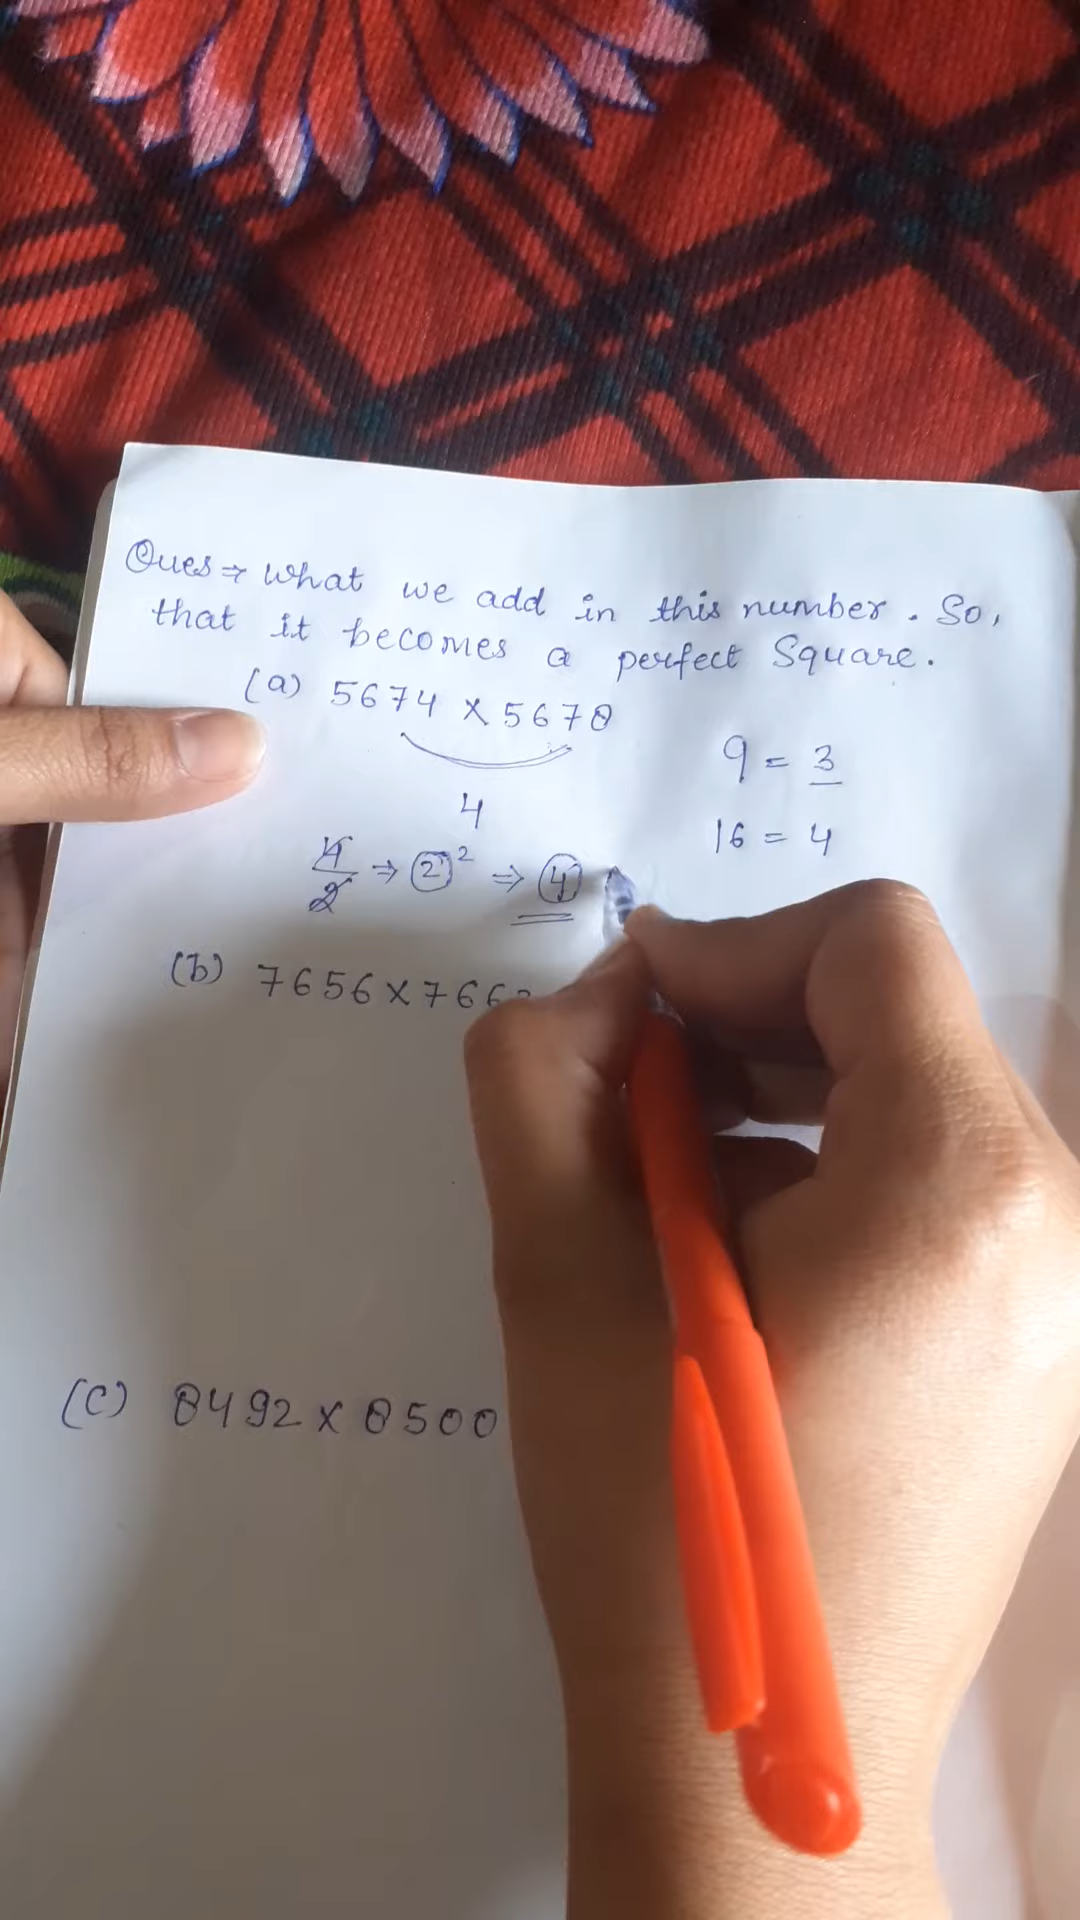 Ques → What we add in this number. So,
that it becomes a perfect Square.
(a) 5674 × 5678
9 = 3
4
16 = 4
4/2 → 2² ⇒ 4
(b) 7656 × 766
(C) 8492 × 8500